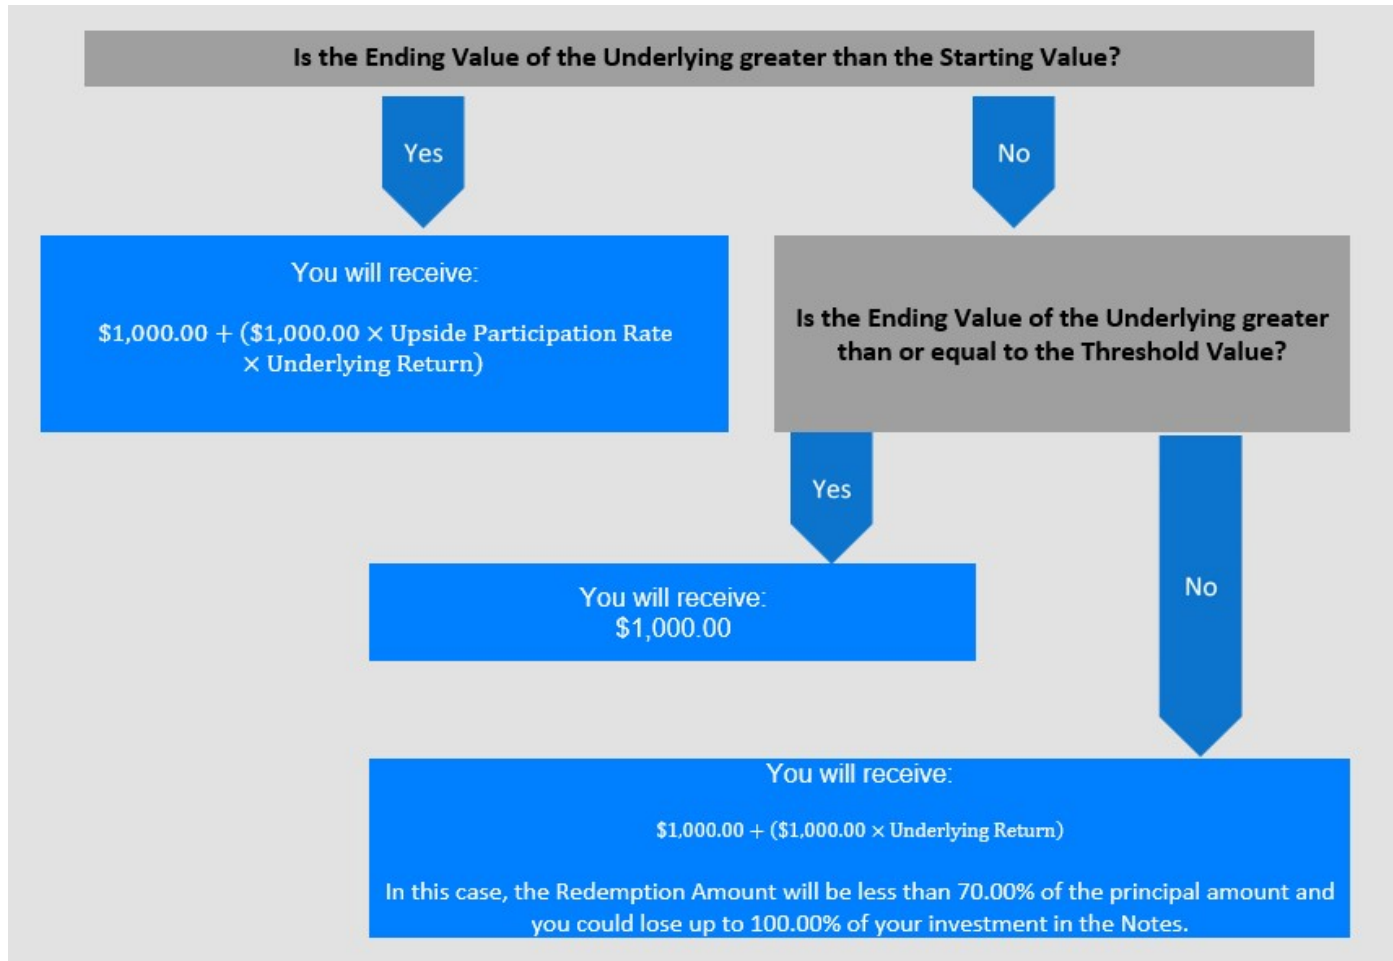 Is the Ending Value of the Underlying greater than the Starting Value?
Yes
No
You will receive:
$1,000.00 + ($1,000.00 × Upside Participation Rate
× Underlying Return)
Is the Ending Value of the Underlying greater
than or equal to the Threshold Value?
Yes
No
You will receive:
$1,000.00
You will receive:
$1,000.00 + ($1,000.00 × Underlying Return)
In this case, the Redemption Amount will be less than 70.00% of the principal amount and
you could lose up to 100.00% of your investment in the Notes.